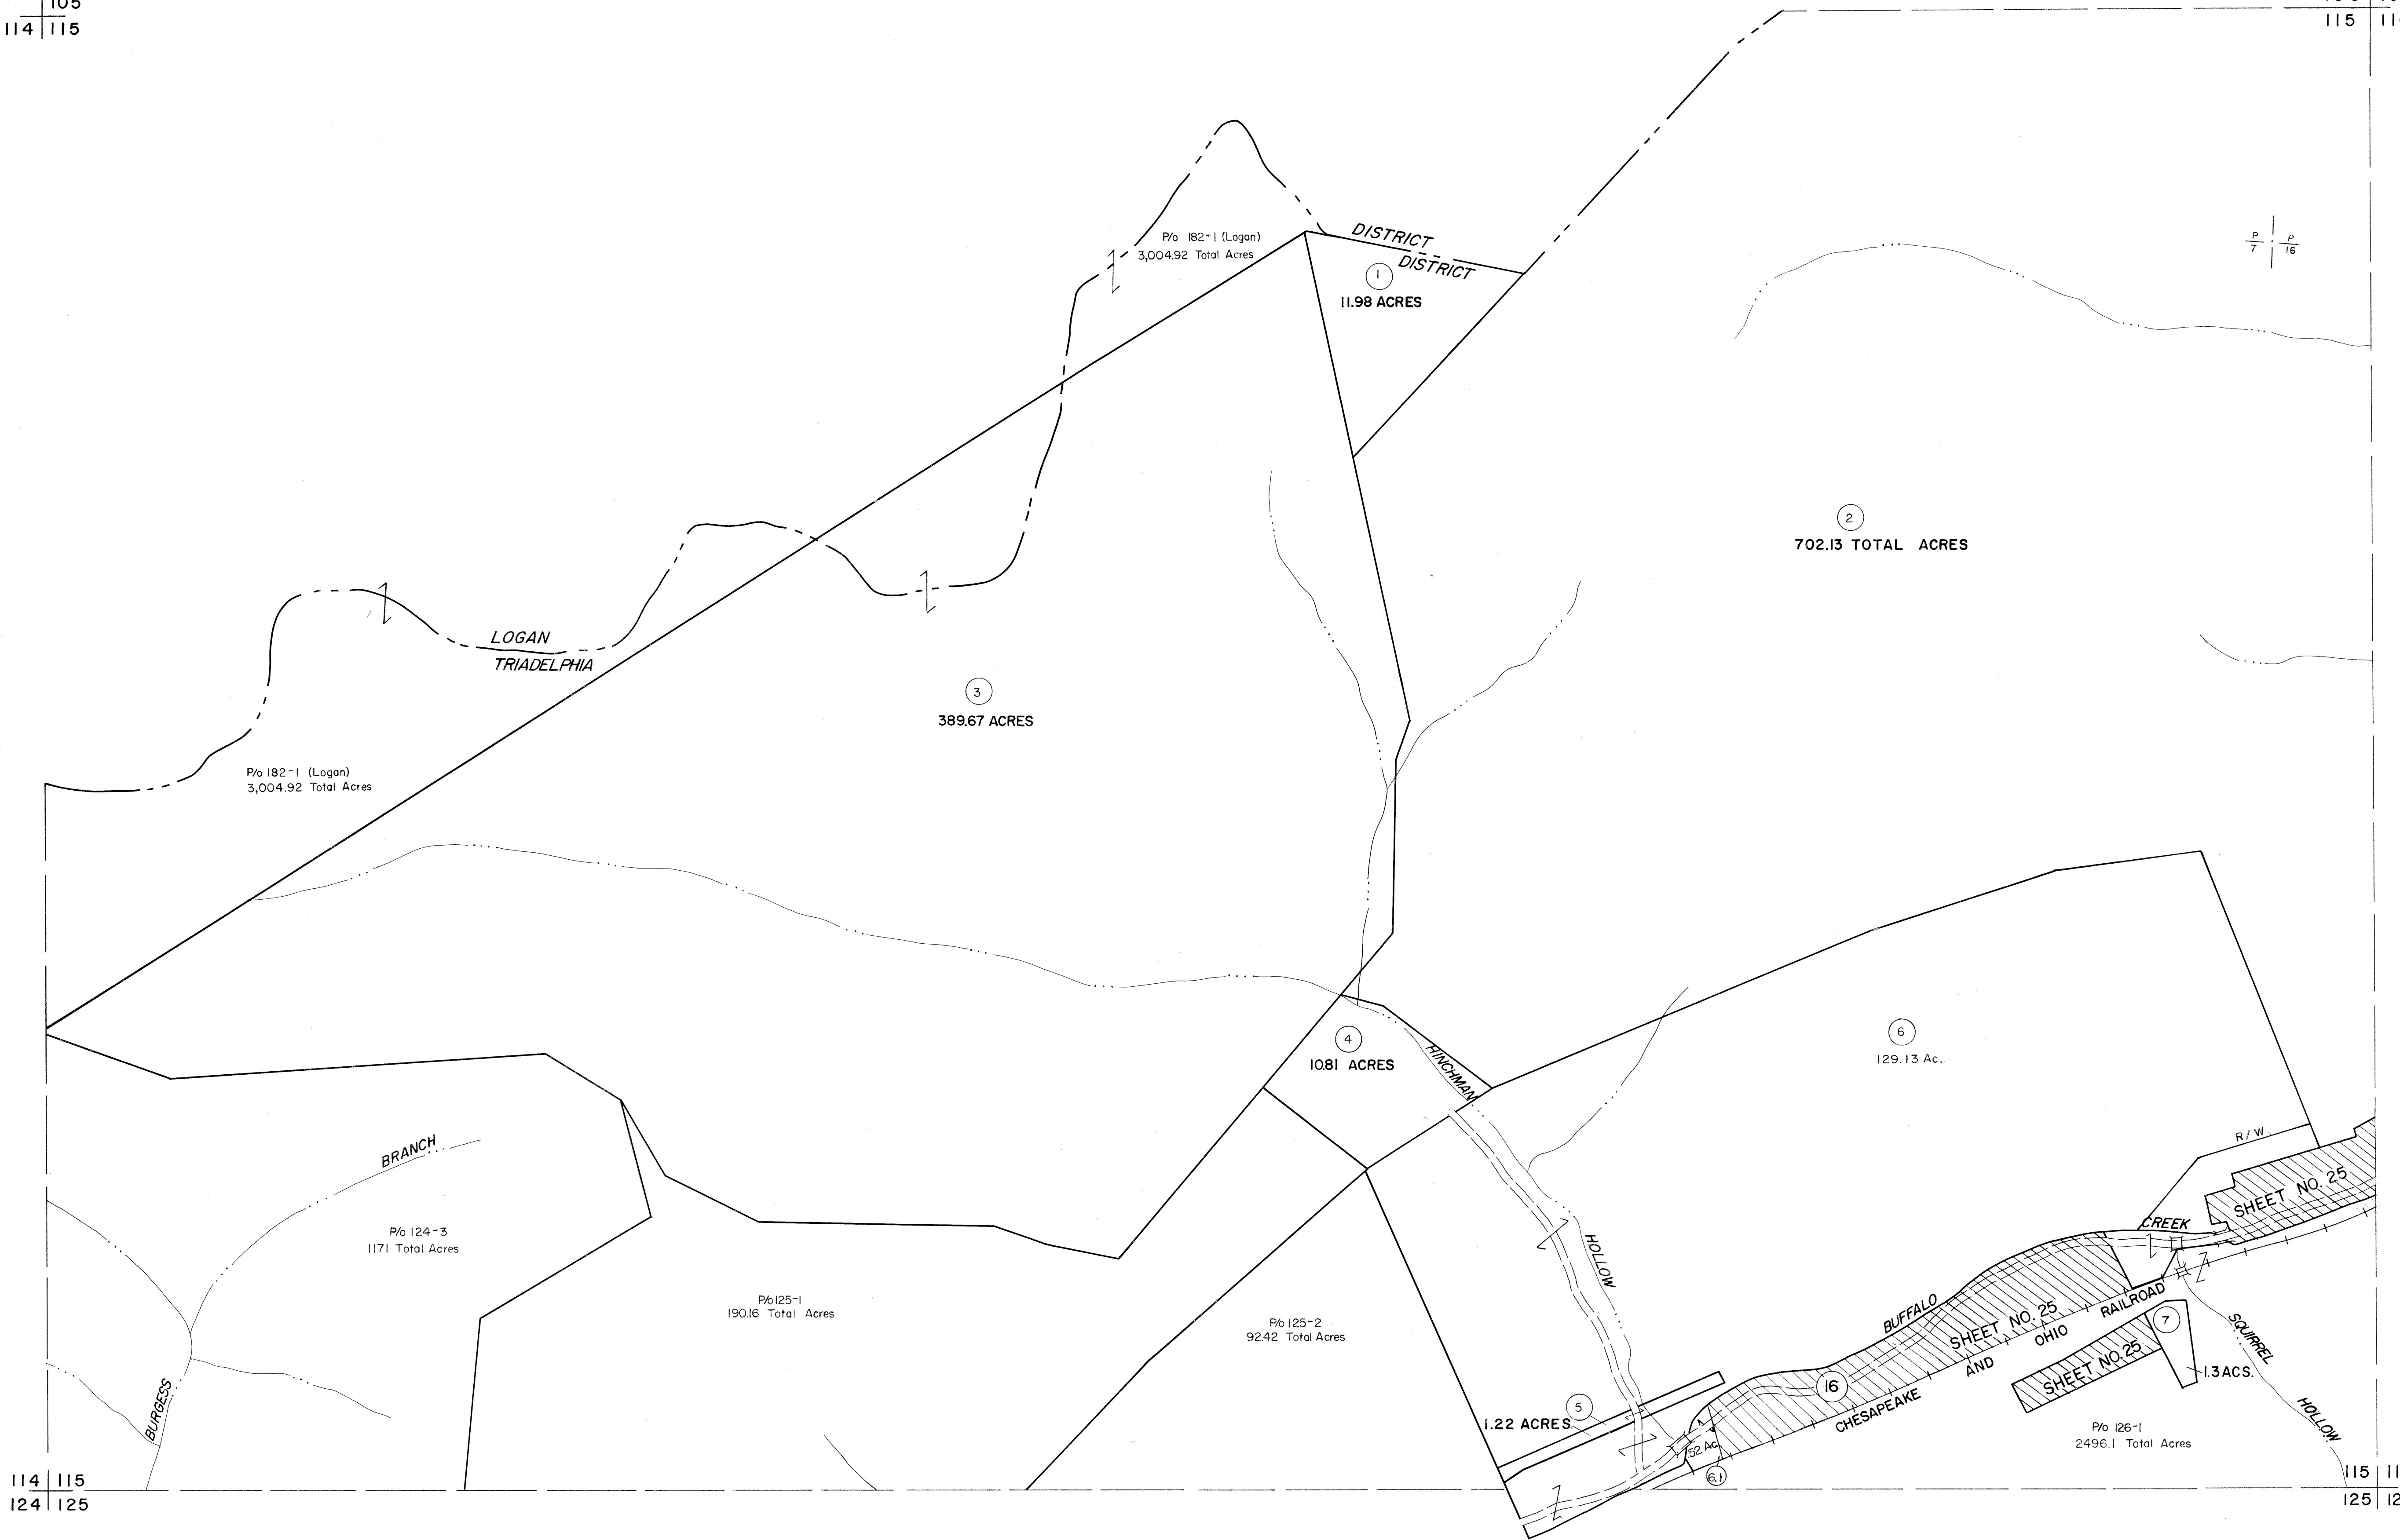 105
114 115
115
P/o 182-1 (Logan)
3,004.92 Total Acres
DISTRICT
DISTRICT
1
11.98 ACRES
P P
7 16
2
702.13 TOTAL ACRES
LOGAN
TRIADELPHIA
3
389.67 ACRES
P/o 182-1 (Logan)
3,004.92 Total Acres
4
10.81 ACRES
HINCHMAN
HOLLOW
6
129.13 Ac.
R/W
SHEET NO. 25
CREEK
BRANCH
BURGESS
P/o 124-3
1171 Total Acres
P/o 125-1
190.16 Total Acres
P/o 125-2
92.42 Total Acres
BUFFALO
SHEET NO. 25
CHESAPEAKE AND OHIO RAILROAD
7
1.3 ACS.
SHEET NO. 25
SQUIRREL
HOLLOW
5
1.22 ACRES
16
.52 Ac.
6.1
P/o 126-1
2496.1 Total Acres
114 115
124 125
115
125